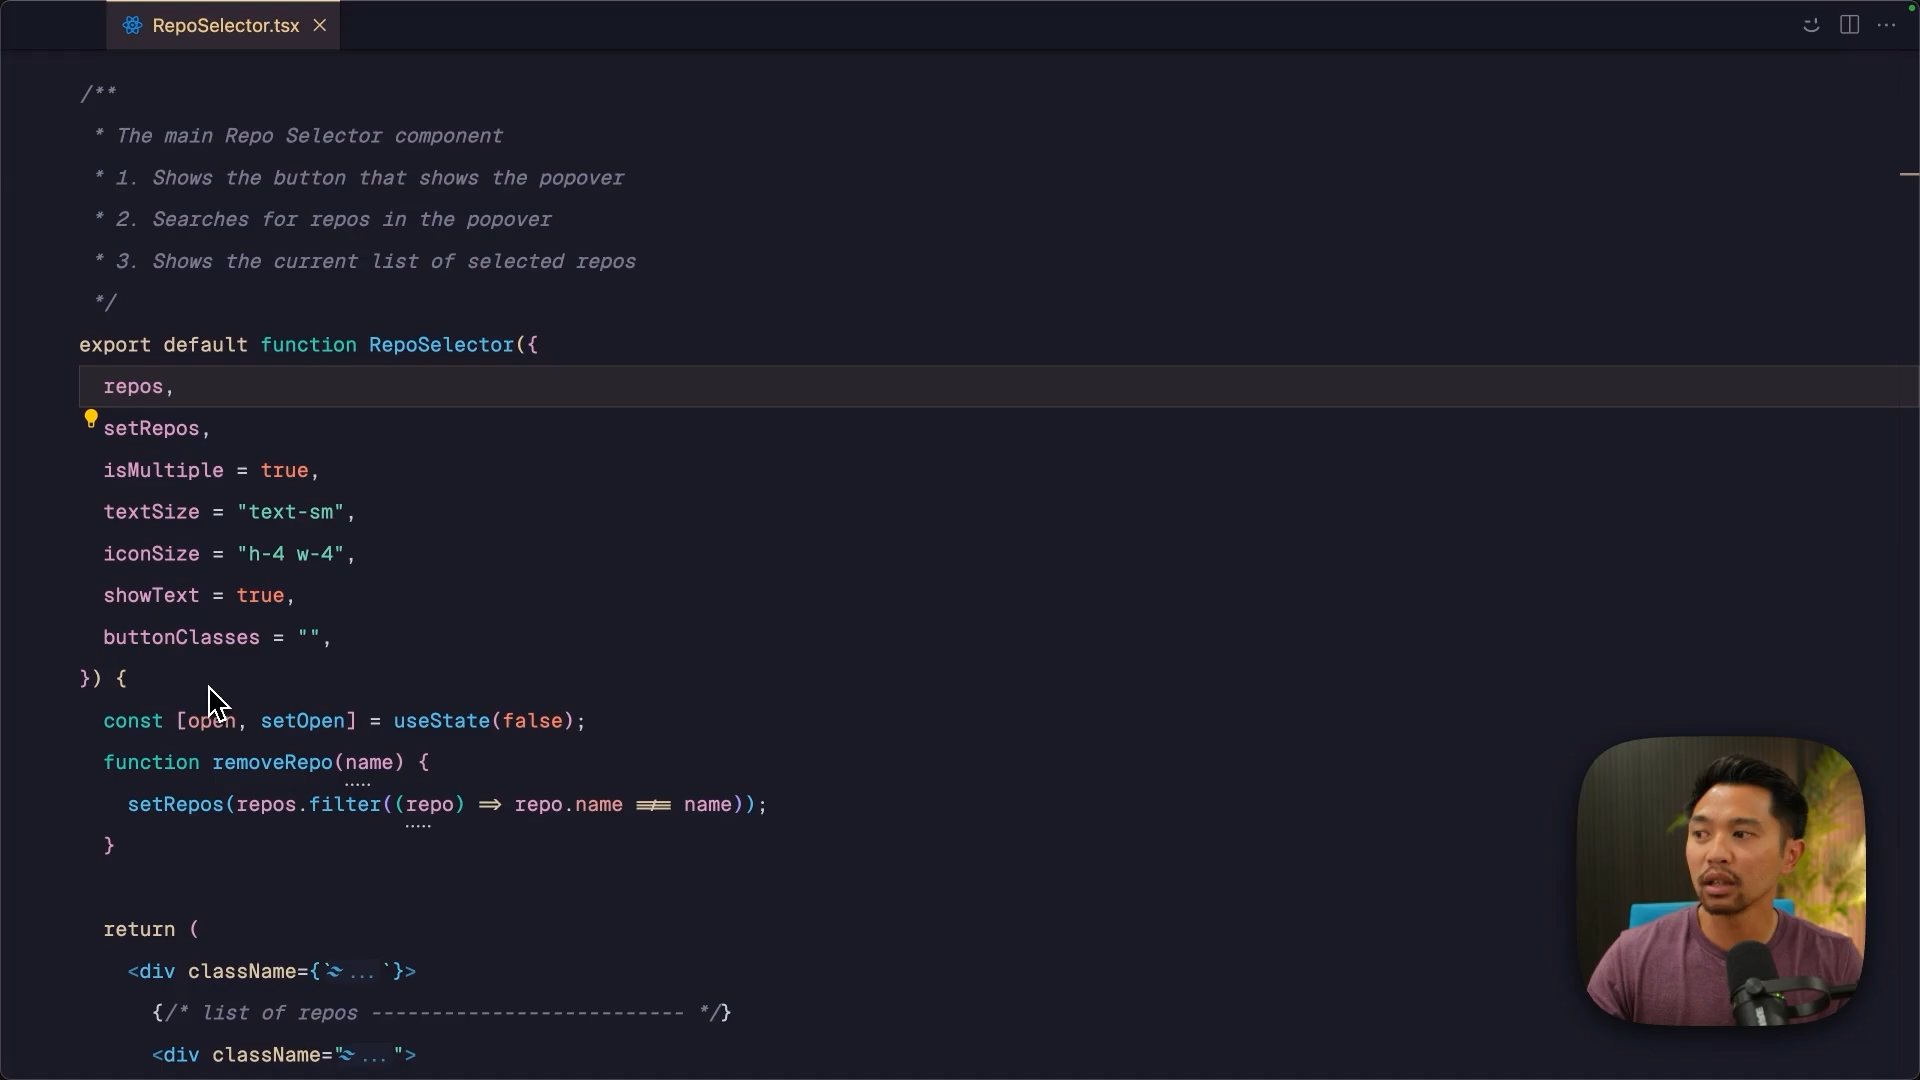 RepoSelector.tsx
/**
* The main Repo Selector component
* 1. Shows the button that shows the popover
* 2. Searches for repos in the popover
* 3. Shows the current list of selected repos
*/
export default function RepoSelector({
repos,
setRepos,
isMultiple = true,
textSize = "text-sm",
iconSize = "h-4 w-4",
showText = true,
buttonClasses = "",
}) {
const [open, setOpen] = useState(false);
function removeRepo(name) {
setRepos(repos.filter((repo) => repo.name !== name));
}
return (
<div className={`...`}>
{/* list of repos -------------------------- */}
<div className="...">